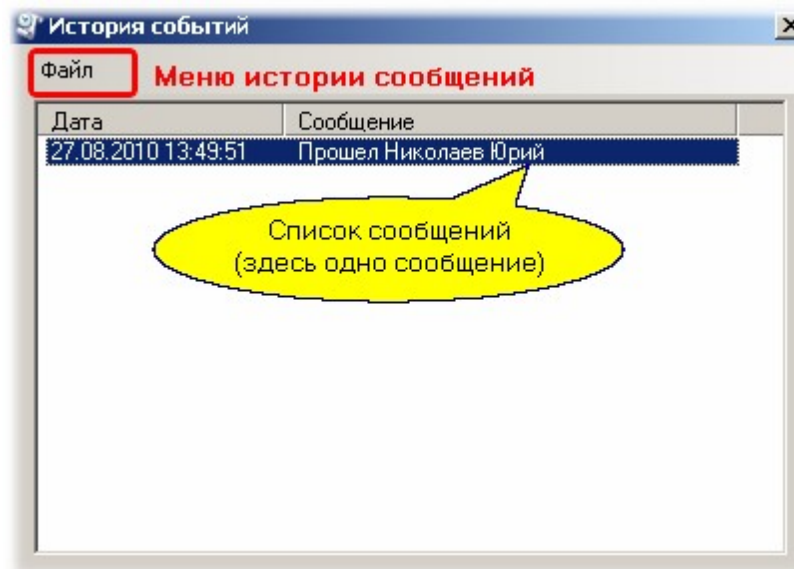 История событий
Файл
Меню истории сообщений
Дата Сообщение
27.08.2010 13:49:51 Прошел Николаев Юрий
Список сообщений
(здесь одно сообщение)